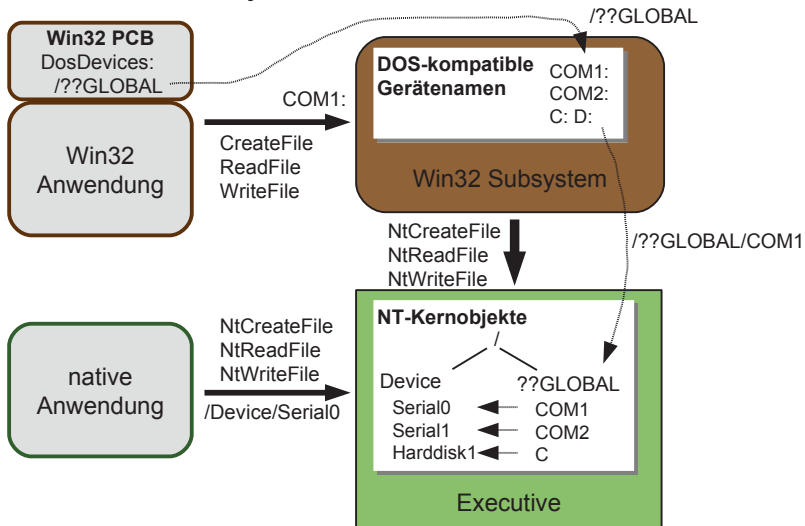 /??GLOBAL
Win32 PCB
DosDevices:
/??GLOBAL
Win32
Anwendung
COM1:
CreateFile
ReadFile
WriteFile
DOS-kompatible
Gerätenamen
COM1:
COM2:
C: D:
Win32 Subsystem
NtCreateFile
NtReadFile
NtWriteFile
/??GLOBAL/COM1
native
Anwendung
NtCreateFile
NtReadFile
NtWriteFile
/Device/Serial0
NT-Kernobjekte
/
Device
??GLOBAL
Serial0
COM1
Serial1
COM2
Harddisk1
C
Executive